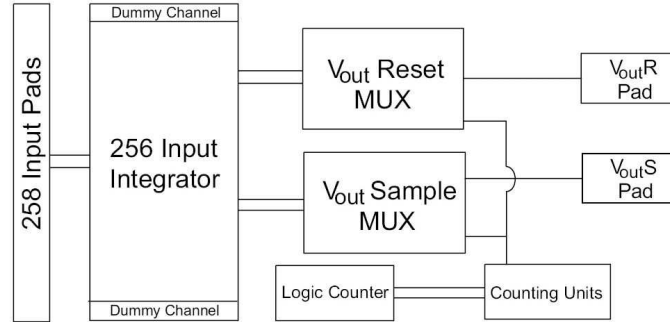 258 Input Pads
Dummy Channel
256 Input
Integrator
Dummy Channel
Vout Reset
MUX
Vout Sample
MUX
VoutR
Pad
VoutS
Pad
Logic Counter
Counting Units